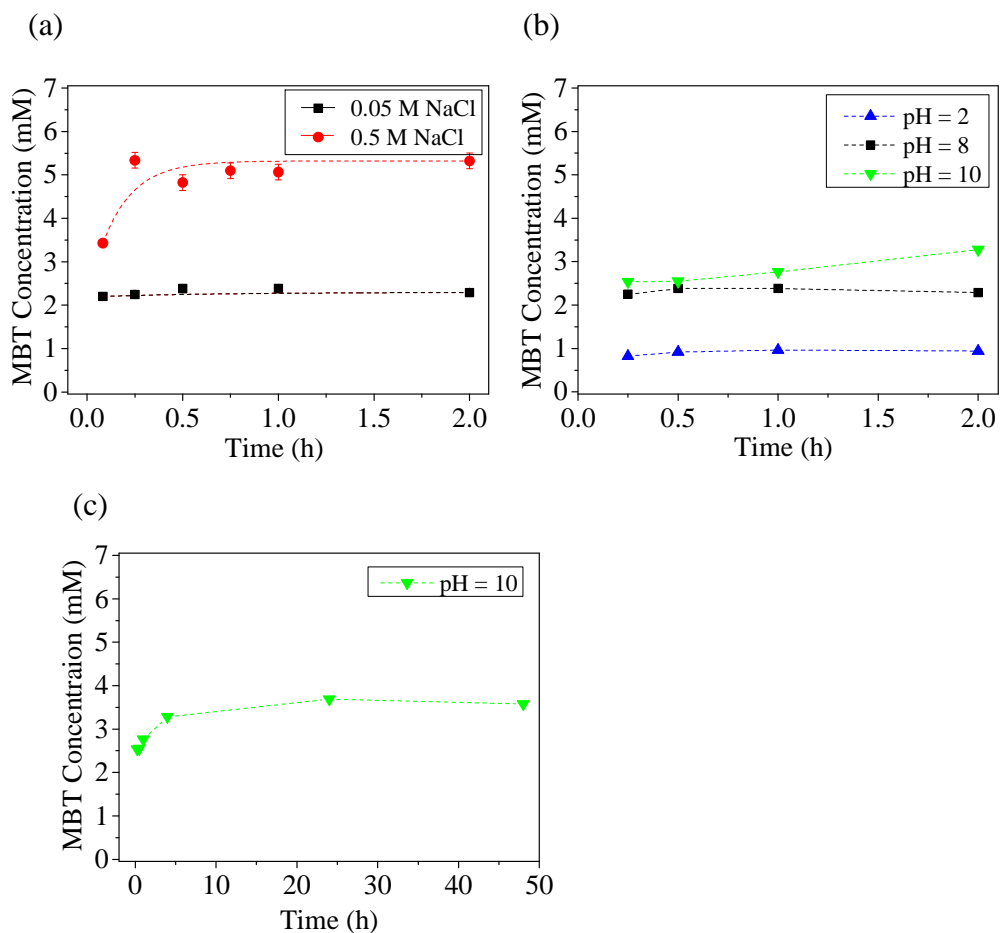 (a)
MBT Concentration (mM)
7
6
5
4
3
2
1
0
0.0 0.5 1.0 1.5 2.0
Time (h)
0.05 M NaCl
0.5 M NaCl
(b)
MBT Concentration (mM)
7
6
5
4
3
2
1
0
0.0 0.5 1.0 1.5 2.0
Time (h)
pH = 2
pH = 8
pH = 10
(c)
MBT Concentraion (mM)
7
6
5
4
3
2
1
0
0 10 20 30 40 50
Time (h)
pH = 10